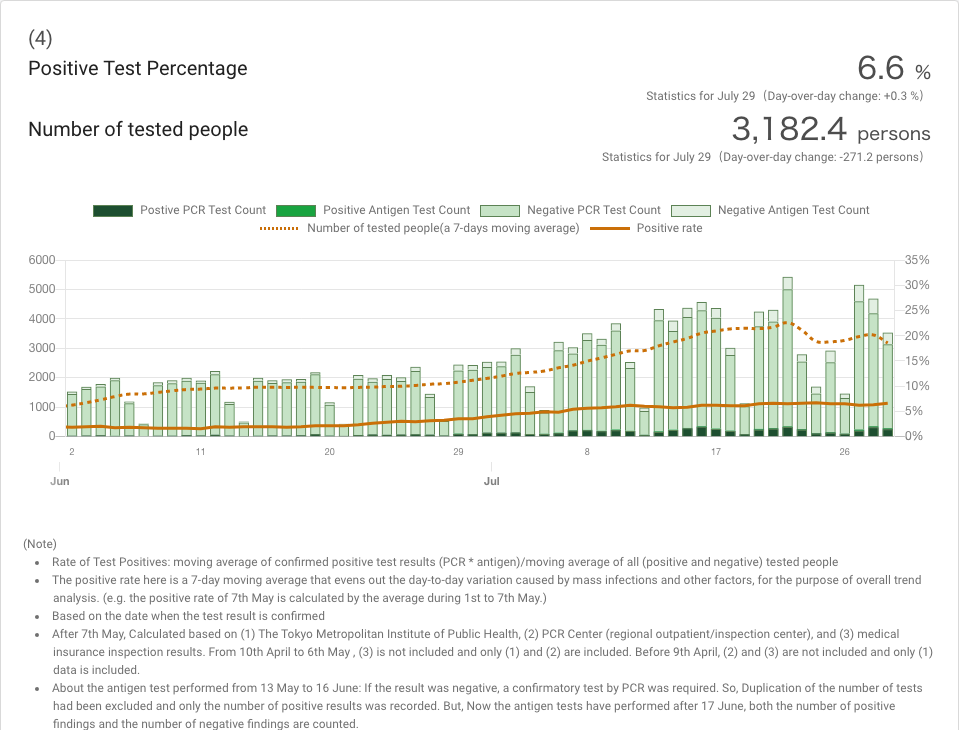 (4)
Positive Test Percentage
6.6 %
Statistics for July 29（Day-over-day change: +0.3 %）
Number of tested people
3,182.4 persons
Statistics for July 29（Day-over-day change: -271.2 persons）
Postive PCR Test Count Positive Antigen Test Count Negative PCR Test Count Negative Antigen Test Count
Number of tested people(a 7-days moving average) Positive rate
6000 35%
5000 30%
25%
4000
20%
3000
15%
2000
10%
1000
5%
0 0%
2 11 20 29 8 17 26
Jun Jul
(Note)
• Rate of Test Positives: moving average of confirmed positive test results (PCR * antigen)/moving average of all (positive and negative) tested people
• The positive rate here is a 7-day moving average that evens out the day-to-day variation caused by mass infections and other factors, for the purpose of overall trend
analysis. (e.g. the positive rate of 7th May is calculated by the average during 1st to 7th May.)
• Based on the date when the test result is confirmed
• After 7th May, Calculated based on (1) The Tokyo Metropolitan Institute of Public Health, (2) PCR Center (regional outpatient/inspection center), and (3) medical
insurance inspection results. From 10th April to 6th May , (3) is not included and only (1) and (2) are included. Before 9th April, (2) and (3) are not included and only (1)
data is included.
• About the antigen test performed from 13 May to 16 June: If the result was negative, a confirmatory test by PCR was required. So, Duplication of the number of tests
had been excluded and only the number of positive results was recorded. But, Now the antigen tests have performed after 17 June, both the number of positive
findings and the number of negative findings are counted.